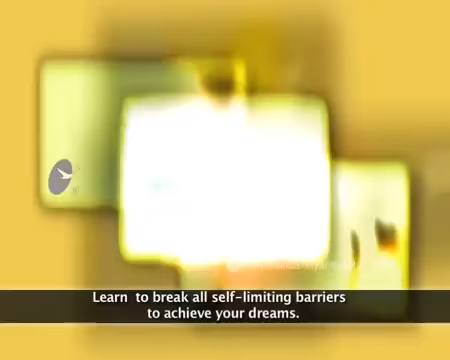 Learn  to break all self-limiting barriers
to achieve your dreams.